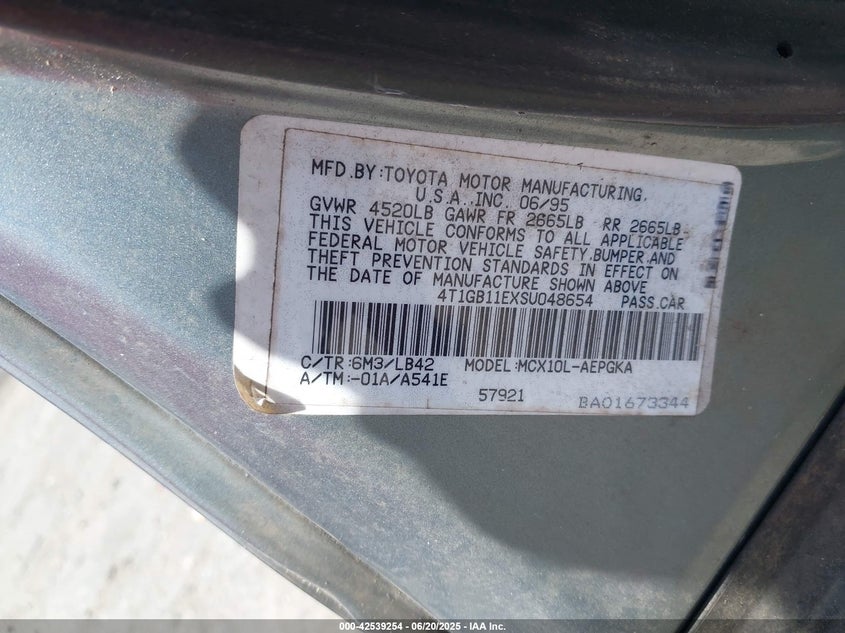 MFD.BY:TOYOTA MOTOR MANUFACTURING,
U.S.A.,INC. 06/95
GVWR 4520LB GAWR FR 2665LB RR 2665LB
THIS VEHICLE CONFORMS TO ALL APPLICABLE
FEDERAL MOTOR VEHICLE SAFETY,BUMPER,AND
THEFT PREVENTION STANDARDS IN EFFECT ON
THE DATE OF MANUFACTURE SHOWN ABOVE
4T1GB11EXSU048654 PASS.CAR
C/TR:6M3/LB42 MODEL:MCX10L-AEPGKA
A/TM:-01A/A541E
57921 BA01673344
000-42539254 - 06/20/2025 - IAA Inc.